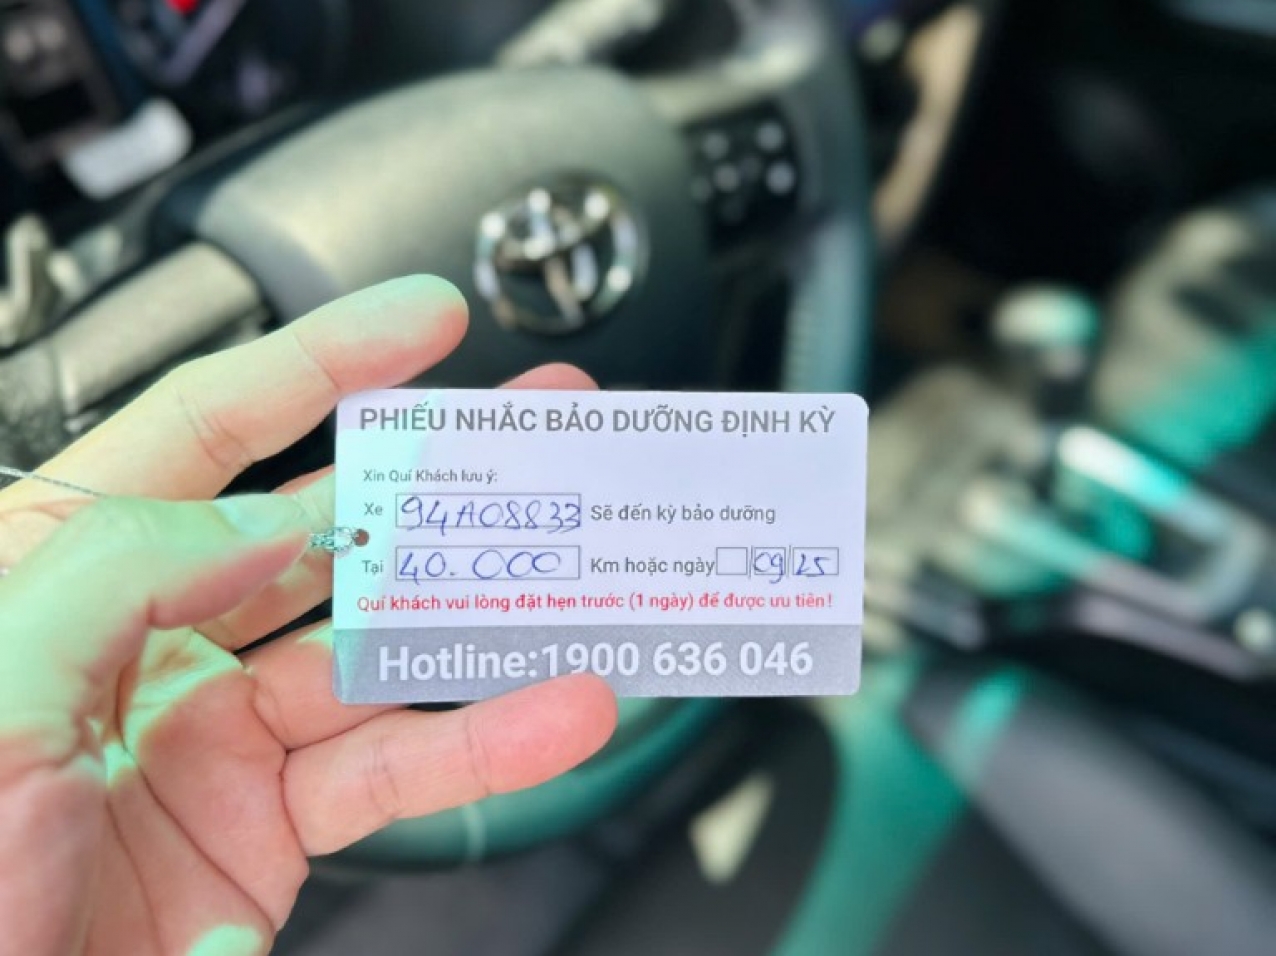 PHIẾU NHẮC BẢO DƯỠNG ĐỊNH KỲ
Xin Quí Khách lưu ý:
Xe 94A08833 Sẽ đến kỳ bảo dưỡng
Tại 40.000 Km hoặc ngày 09 25
Quí khách vui lòng đặt hẹn trước (1 ngày) để được ưu tiên!
Hotline:1900 636 046